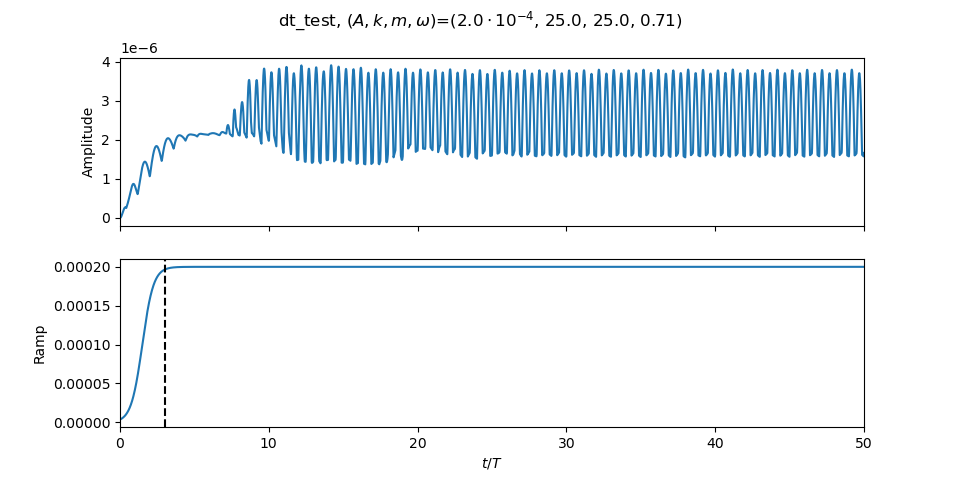 dt_test, (A, k, m, ω)=(2.0 · 10⁻⁴, 25.0, 25.0, 0.71)
1e−6
4
3
2
1
0
Amplitude
0.00020
0.00015
0.00010
0.00005
0.00000
Ramp
0 10 20 30 40 50
t/T